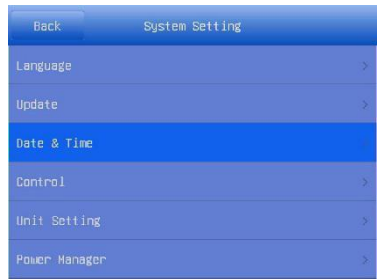 Back
System Setting
Language
Update
Date & Time
Control
Unit Setting
Power Manager